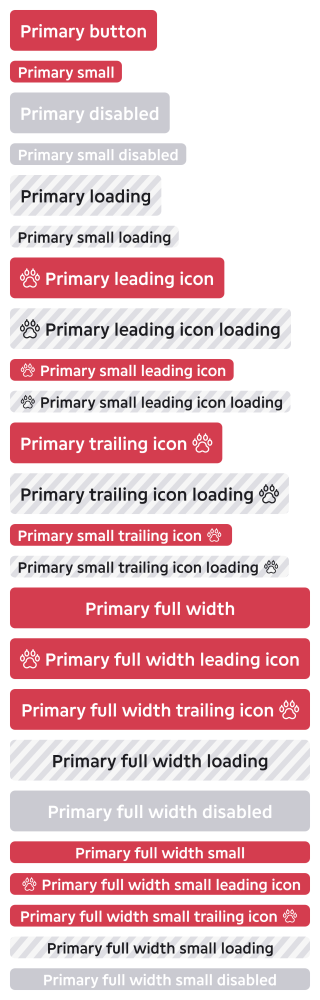 Primary button
Primary small
Primary disabled
Primary small disabled
Primary loading
Primary small loading
Primary leading icon
Primary leading icon loading
Primary small leading icon
Primary small leading icon loading
Primary trailing icon
Primary trailing icon loading
Primary small trailing icon
Primary small trailing icon loading
Primary full width
Primary full width leading icon
Primary full width trailing icon
Primary full width loading
Primary full width disabled
Primary full width small
Primary full width small leading icon
Primary full width small trailing icon
Primary full width small loading
Primary full width small disabled